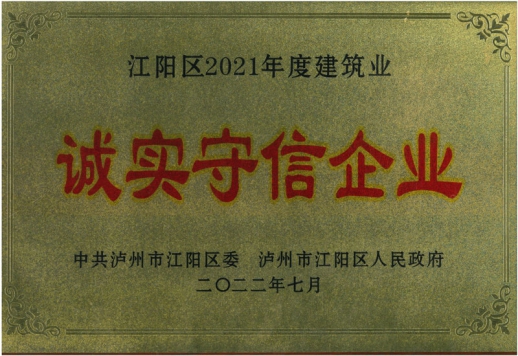 江阳区2021年度建筑业
诚实守信企业
中共泸州市江阳区委 泸州市江阳区人民政府
二〇二二年七月